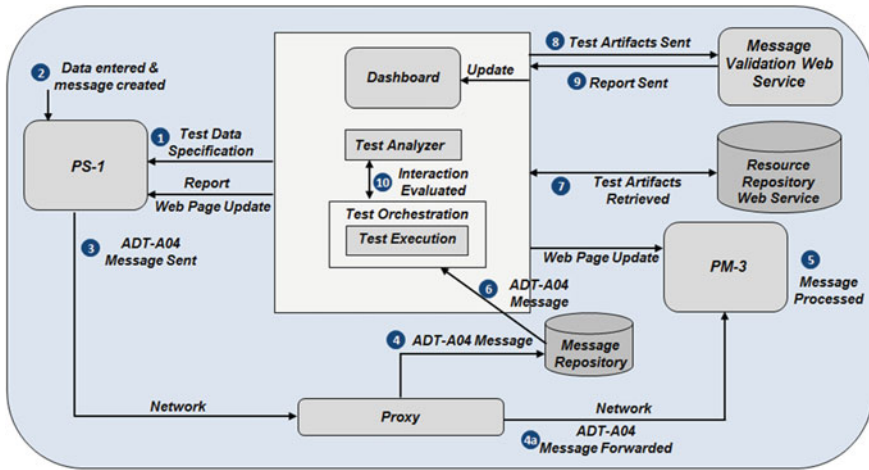 2
Data entered &
message created
PS-1
1
Test Data
Specification
Report
Web Page Update
3
ADT-A04
Message Sent
Dashboard
Update
Test Analyzer
10
Interaction
Evaluated
Test Orchestration
Test Execution
8
Test Artifacts Sent
9
Report Sent
Message
Validation Web
Service
7
Test Artifacts
Retrieved
Resource
Repository
Web Service
Web Page Update
PM-3
5
Message
Processed
6
ADT-A04
Message
4
ADT-A04 Message
Message
Repository
Network
Proxy
Network
4a
ADT-A04
Message Forwarded